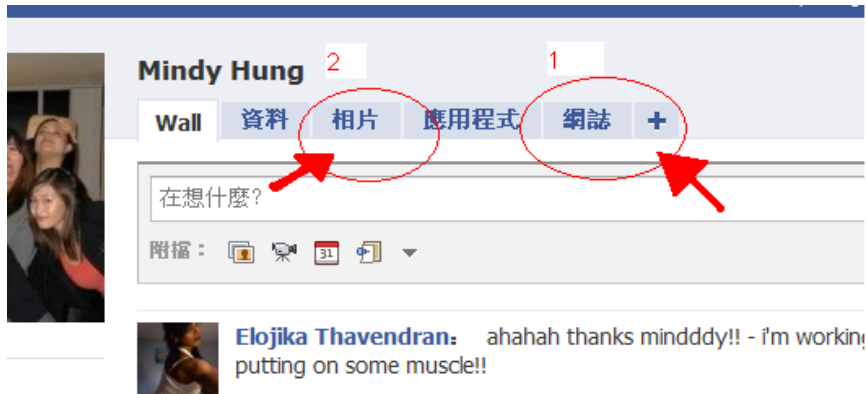 Mindy Hung 2 1
Wall 資料 相片 應用程式 網誌 +
在想什麼?
附檔： 31
Elojika Thavendran： ahahah thanks mindddy!! - i'm working
putting on some muscle!!